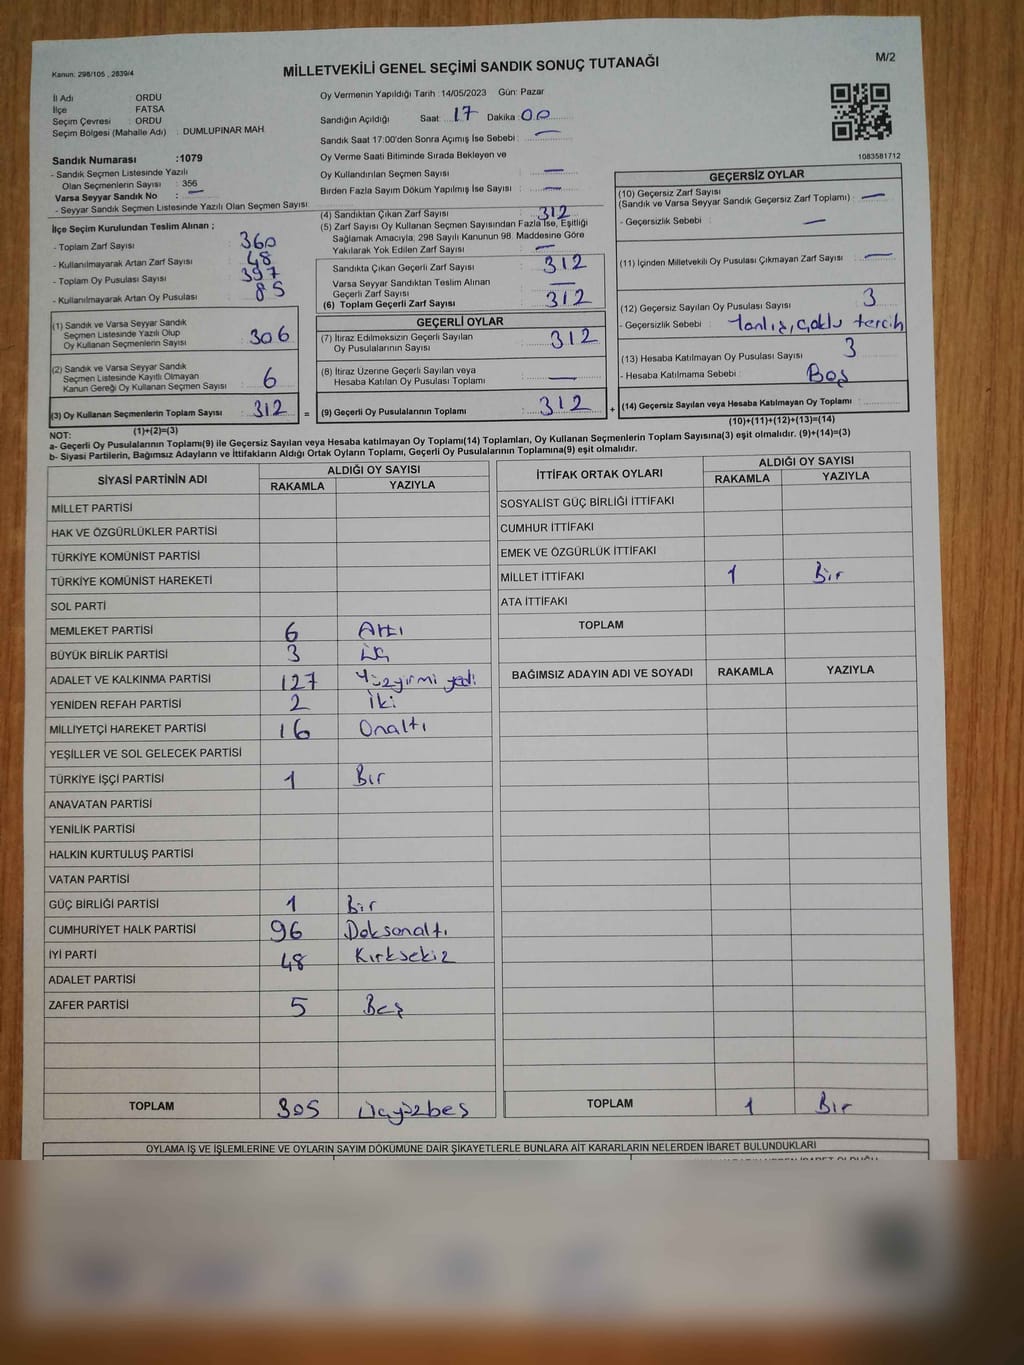 Kanun: 298/105 , 2839/4
MİLLETVEKİLİ GENEL SEÇİMİ SANDIK SONUÇ TUTANAĞI
M/2
İl Adı ORDU
İlçe FATSA
Seçim Çevresi : ORDU
Seçim Bölgesi (Mahalle Adı) : DUMLUPINAR MAH.
Sandık Numarası :1079
- Sandık Seçmen Listesinde Yazılı
Olan Seçmenlerin Sayısı : 356
Varsa Seyyar Sandık No : —
- Seyyar Sandık Seçmen Listesinde Yazılı Olan Seçmen Sayısı:
İlçe Seçim Kurulundan Teslim Alınan ;
- Toplam Zarf Sayısı : 360
- Kullanılmayarak Artan Zarf Sayısı : 48
- Toplam Oy Pusulası Sayısı : 397
- Kullanılmayarak Artan Oy Pusulası : 85
(1) Sandık ve Varsa Seyyar Sandık
Seçmen Listesinde Yazılı Olup
Oy Kullanan Seçmenlerin Sayısı : 306
(2) Sandık ve Varsa Seyyar Sandık
Seçmen Listesinde Kayıtlı Olmayan
Kanun Gereği Oy Kullanan Seçmen Sayısı : 6
(3) Oy Kullanan Seçmenlerin Toplam Sayısı : 312 =
(1)+(2)=(3)
Oy Vermenin Yapıldığı Tarih :14/05/2023 Gün: Pazar
Sandığın Açıldığı Saat : 17 Dakika : 00
Sandık Saat 17:00'den Sonra Açımış İse Sebebi : —
Oy Verme Saati Bitiminde Sırada Bekleyen ve
Oy Kullandırılan Seçmen Sayısı : —
Birden Fazla Sayım Döküm Yapılmış İse Sayısı : —
(4) Sandıktan Çıkan Zarf Sayısı : 312
(5) Zarf Sayısı Oy Kullanan Seçmen Sayısından Fazla İse, Eşitliği
Sağlamak Amacıyla, 298 Sayılı Kanunun 98. Maddesine Göre
Yakılarak Yok Edilen Zarf Sayısı : —
Sandıkta Çıkan Geçerli Zarf Sayısı : 312
Varsa Seyyar Sandıktan Teslim Alınan
Geçerli Zarf Sayısı : —
(6) Toplam Geçerli Zarf Sayısı : 312
GEÇERLİ OYLAR
(7) İtiraz Edilmeksizin Geçerli Sayılan
Oy Pusulalarının Sayısı : 312
(8) İtiraz Üzerine Geçerli Sayılan veya
Hesaba Katılan Oy Pusulası Toplamı : —
(9) Geçerli Oy Pusulalarının Toplamı : 312 +
1083581712
GEÇERSİZ OYLAR
(10) Geçersiz Zarf Sayısı
(Sandık ve Varsa Seyyar Sandık Geçersiz Zarf Toplamı) : —
- Geçersizlik Sebebi : —
(11) İçinden Milletvekili Oy Pusulası Çıkmayan Zarf Sayısı : —
(12) Geçersiz Sayılan Oy Pusulası Sayısı : 3
- Geçersizlik Sebebi : Yanlış, çoklu tercih
(13) Hesaba Katılmayan Oy Pusulası Sayısı : 3
- Hesaba Katılmama Sebebi : Boş
(14) Geçersiz Sayılan veya Hesaba Katılmayan Oy Toplamı :
(10)+(11)+(12)+(13)=(14)
NOT:
a- Geçerli Oy Pusulalarının Toplamı(9) ile Geçersiz Sayılan veya Hesaba katılmayan Oy Toplamı(14) Toplamları, Oy Kullanan Seçmenlerin Toplam Sayısına(3) eşit olmalıdır. (9)+(14)=(3)
b- Siyasi Partilerin, Bağımsız Adayların ve İttifakların Aldığı Ortak Oyların Toplamı, Geçerli Oy Pusulalarının Toplamına(9) eşit olmalıdır.
SİYASİ PARTİNİN ADI ALDIĞI OY SAYISI
RAKAMLA YAZIYLA
MİLLET PARTİSİ
HAK VE ÖZGÜRLÜKLER PARTİSİ
TÜRKİYE KOMÜNİST PARTİSİ
TÜRKİYE KOMÜNİST HAREKETİ
SOL PARTİ
MEMLEKET PARTİSİ 6 Altı
BÜYÜK BİRLİK PARTİSİ 3 Üç
ADALET VE KALKINMA PARTİSİ 127 Yüzyirmi yedi
YENİDEN REFAH PARTİSİ 2 İki
MİLLİYETÇİ HAREKET PARTİSİ 16 Onaltı
YEŞİLLER VE SOL GELECEK PARTİSİ
TÜRKİYE İŞÇİ PARTİSİ 1 Bir
ANAVATAN PARTİSİ
YENİLİK PARTİSİ
HALKIN KURTULUŞ PARTİSİ
VATAN PARTİSİ
GÜÇ BİRLİĞİ PARTİSİ 1 Bir
CUMHURİYET HALK PARTİSİ 96 Doksanaltı
İYİ PARTİ 48 Kırksekiz
ADALET PARTİSİ
ZAFER PARTİSİ 5 Beş
TOPLAM 305 Üçyüzbeş
İTTİFAK ORTAK OYLARI ALDIĞI OY SAYISI
RAKAMLA YAZIYLA
SOSYALİST GÜÇ BİRLİĞİ İTTİFAKI
CUMHUR İTTİFAKI
EMEK VE ÖZGÜRLÜK İTTİFAKI
MİLLET İTTİFAKI 1 Bir
ATA İTTİFAKI
TOPLAM
BAĞIMSIZ ADAYIN ADI VE SOYADI RAKAMLA YAZIYLA
TOPLAM 1 Bir
OYLAMA İŞ VE İŞLEMLERİNE VE OYLARIN SAYIM DÖKÜMÜNE DAİR ŞİKAYETLERLE BUNLARA AİT KARARLARIN NELERDEN İBARET BULUNDUKLARI